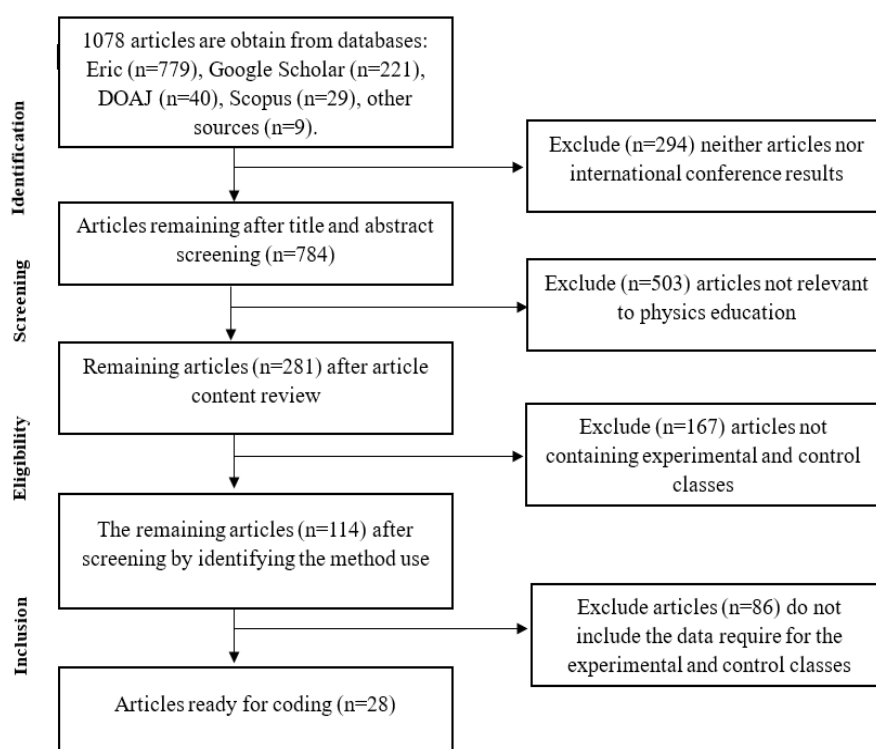 1078 articles are obtain from databases:
Eric (n=779), Google Scholar (n=221),
DOAJ (n=40), Scopus (n=29), other
sources (n=9).
Identification
Exclude (n=294) neither articles nor
international conference results
Articles remaining after title and abstract
screening (n=784)
Screening
Exclude (n=503) articles not relevant
to physics education
Remaining articles (n=281) after article
content review
Eligibility
Exclude (n=167) articles not
containing experimental and control
classes
The remaining articles (n=114) after
screening by identifying the method use
Inclusion
Exclude articles (n=86) do not
include the data require for the
experimental and control classes
Articles ready for coding (n=28)